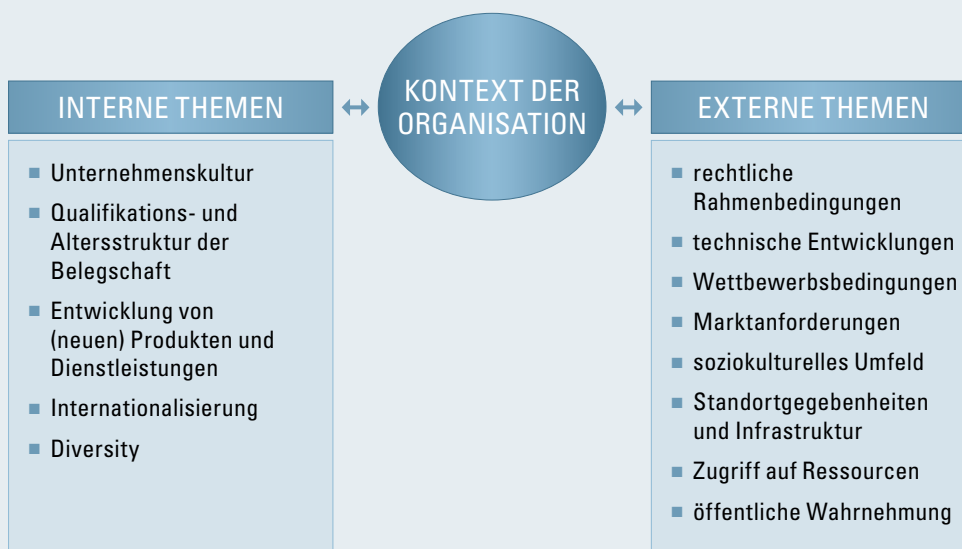 INTERNE THEMEN
■ Unternehmenskultur
■ Qualifikations- und
Altersstruktur der
Belegschaft
■ Entwicklung von
(neuen) Produkten und
Dienstleistungen
■ Internationalisierung
■ Diversity
KONTEXT DER
ORGANISATION
EXTERNE THEMEN
■ rechtliche
Rahmenbedingungen
■ technische Entwicklungen
■ Wettbewerbsbedingungen
■ Marktanforderungen
■ soziokulturelles Umfeld
■ Standortgegebenheiten
und Infrastruktur
■ Zugriff auf Ressourcen
■ öffentliche Wahrnehmung